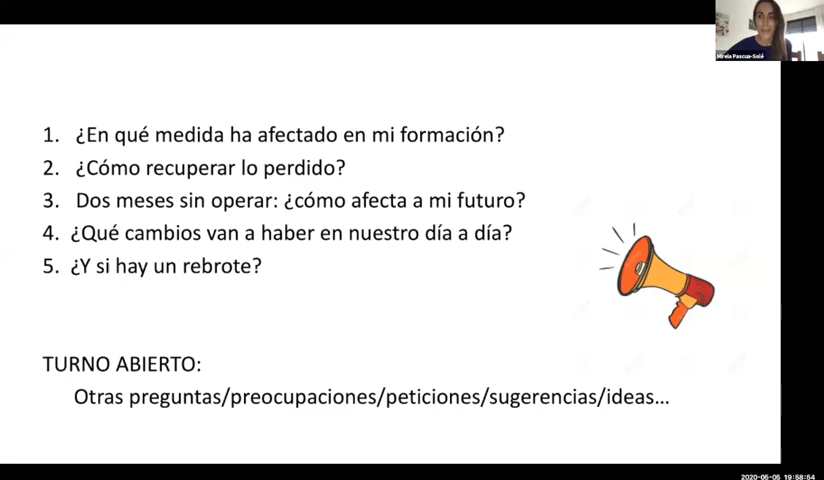 Mireia Pascua-Solé
1. ¿En qué medida ha afectado en mi formación?
2. ¿Cómo recuperar lo perdido?
3. Dos meses sin operar: ¿cómo afecta a mi futuro?
4. ¿Qué cambios van a haber en nuestro día a día?
5. ¿Y si hay un rebrote?
TURNO ABIERTO:
Otras preguntas/preocupaciones/peticiones/sugerencias/ideas...
2020-05-05 19:58:54